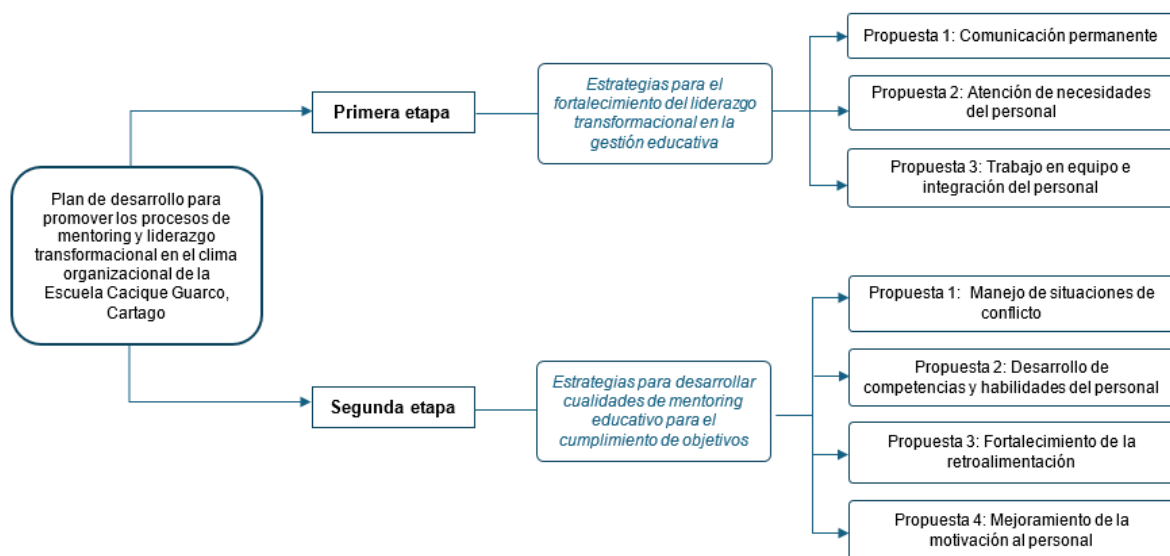 Plan de desarrollo para
promover los procesos de
mentoring y liderazgo
transformacional en el clima
organizacional de la
Escuela Cacique Guarco,
Cartago
Primera etapa
Estrategias para el
fortalecimiento del liderazgo
transformacional en la
gestión educativa
Propuesta 1: Comunicación permanente
Propuesta 2: Atención de necesidades
del personal
Propuesta 3: Trabajo en equipo e
integración del personal
Segunda etapa
Estrategias para desarrollar
cualidades de mentoring
educativo para el
cumplimiento de objetivos
Propuesta 1: Manejo de situaciones de
conflicto
Propuesta 2: Desarrollo de
competencias y habilidades del personal
Propuesta 3: Fortalecimiento de la
retroalimentación
Propuesta 4: Mejoramiento de la
motivación al personal